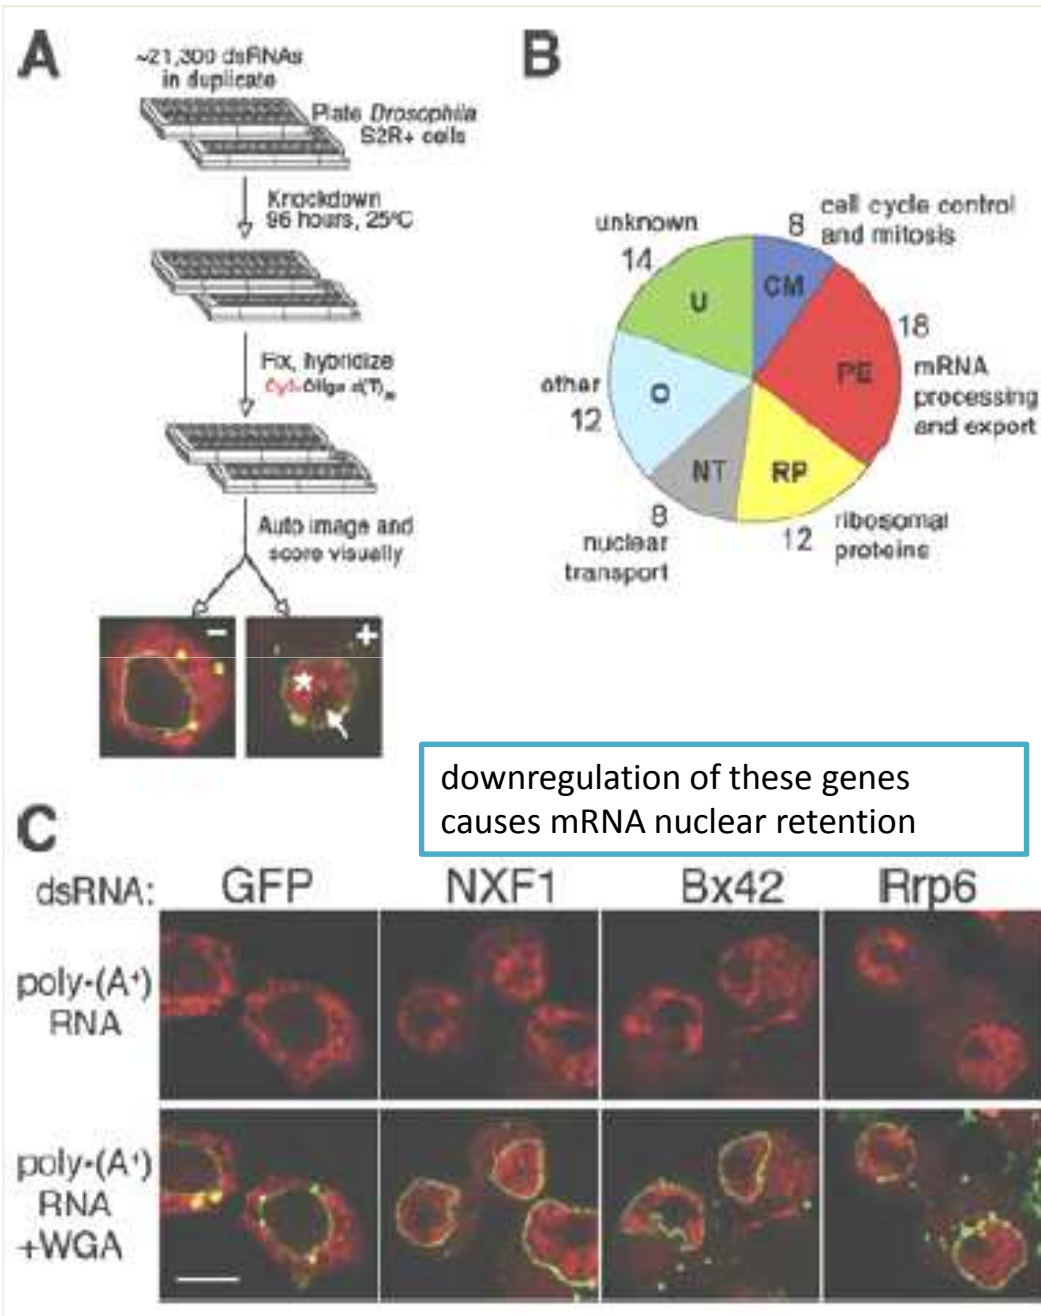 A
~21,300 dsRNAs
in duplicate
Plate Drosophila
S2R+ cells
Knockdown
96 hours, 25°C
Fix, hybridize
Cy3-Oligo d(T)
Auto image and
score visually
-
+
*
B
unknown
14
8
cell cycle control
and mitosis
U
CM
18
mRNA
processing
and export
PE
other
12
O
NT
RP
8
nuclear
transport
12
ribosomal
proteins
downregulation of these genes
causes mRNA nuclear retention
C
dsRNA:
GFP
NXF1
Bx42
Rrp6
poly-(A+)
RNA
poly-(A+)
RNA
+WGA